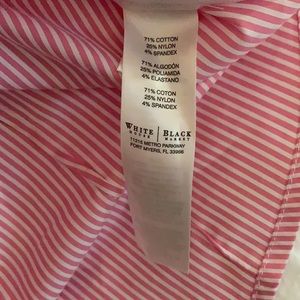 71% COTTON
25% NYLON
4% SPANDEX
71% ALGODÓN
25% POLIAMIDA
4% ELASTANO
71% COTON
25% NYLON
4% SPANDEX
WHITE HOUSE | BLACK MARKET
11215 METRO PARKWAY
FORT MYERS, FL 33966